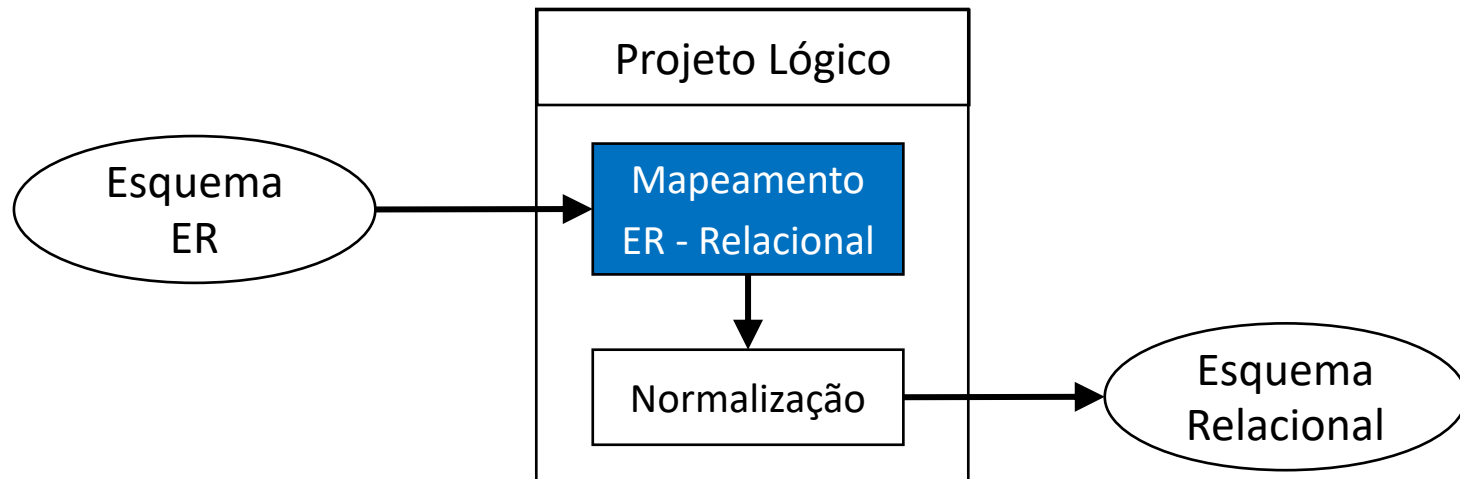 Projeto Lógico
Esquema
ER
Mapeamento
ER - Relacional
Normalização
Esquema
Relacional